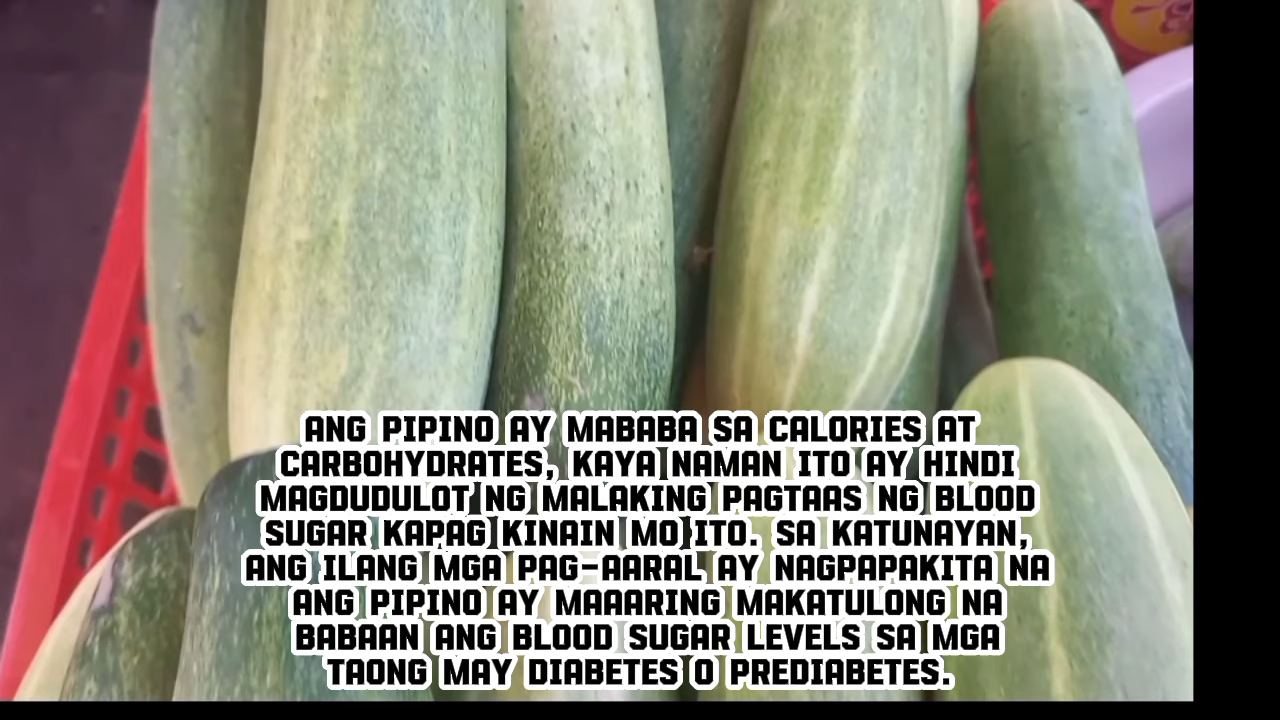 ANG PIPINO AY MABABA SA CALORIES AT
CARBOHYDRATES, KAYA NAMAN ITO AY HINDI
MAGDUDULOT NG MALAKING PAGTAAS NG BLOOD
SUGAR KAPAG KINAIN MO ITO. SA KATUNAYAN,
ANG ILANG MGA PAG-AARAL AY NAGPAPAKITA NA
ANG PIPINO AY MAAARING MAKATULONG NA
BABAAN ANG BLOOD SUGAR LEVELS SA MGA
TAONG MAY DIABETES O PREDIABETES.